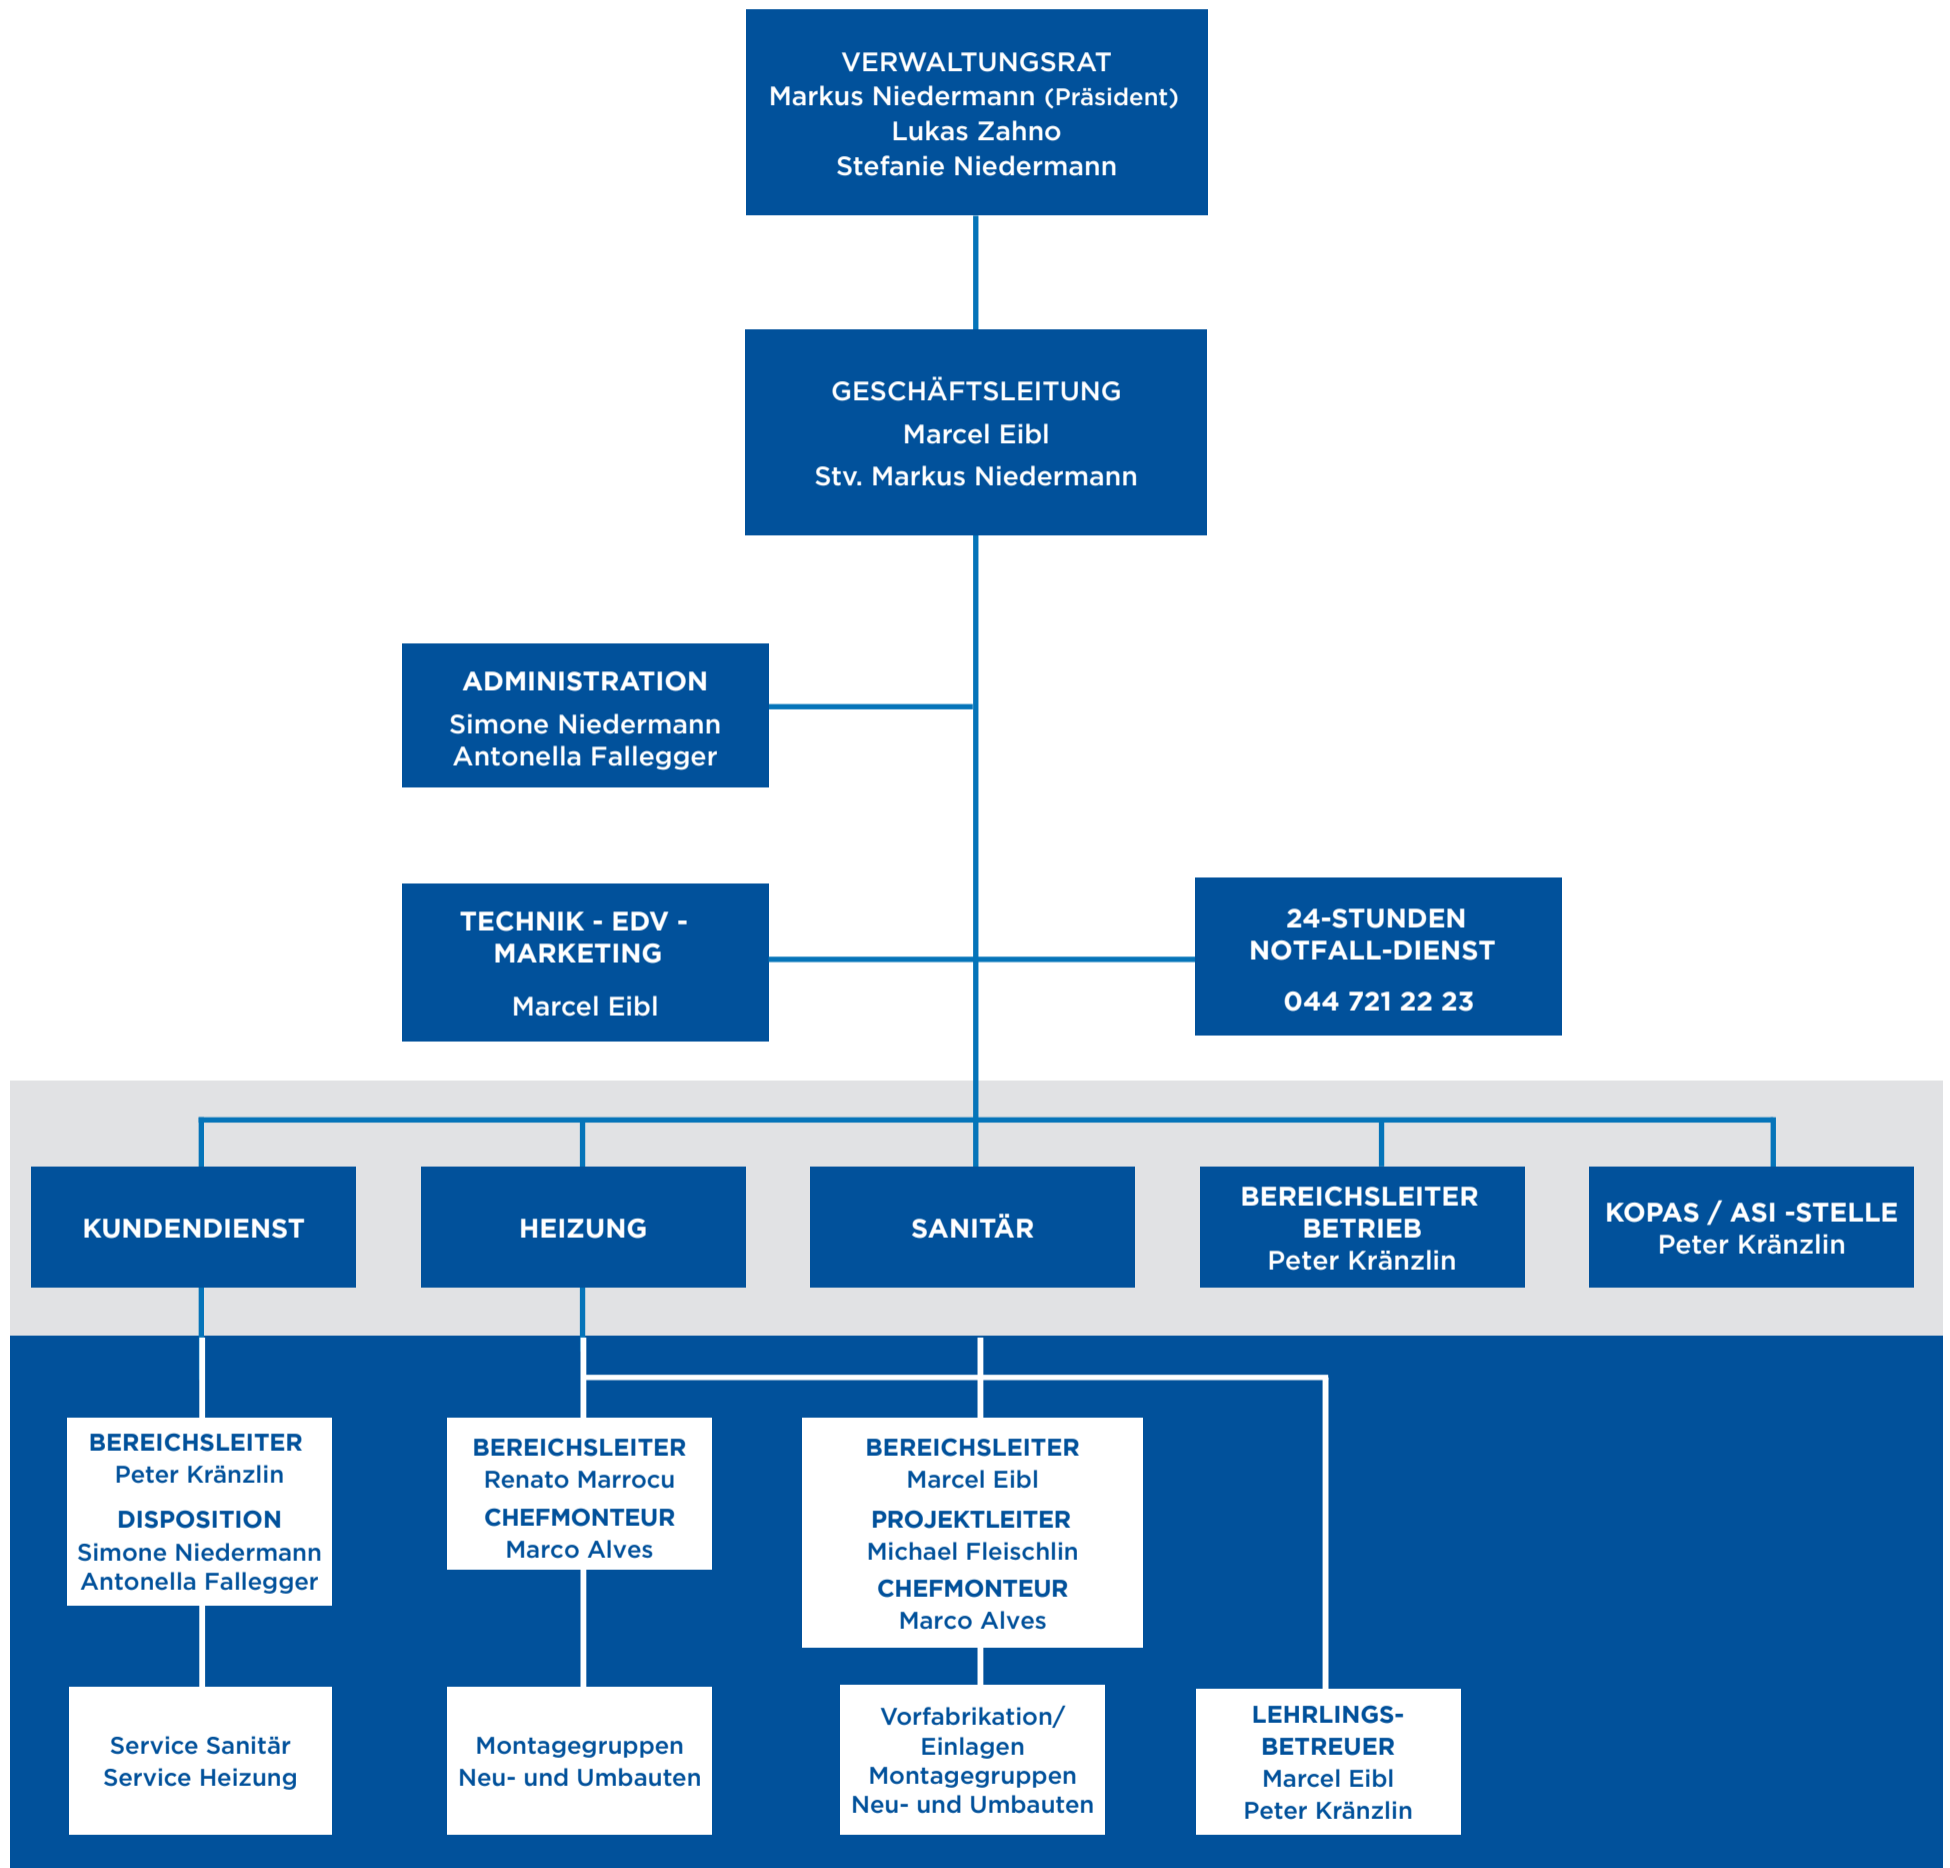 VERWALTUNGSRAT
Markus Niedermann (Präsident)
Lukas Zahno
Stefanie Niedermann
GESCHÄFTSLEITUNG
Marcel Eibl
Stv. Markus Niedermann
ADMINISTRATION
Simone Niedermann
Antonella Fallegger
TECHNIK - EDV -
MARKETING
Marcel Eibl
24-STUNDEN
NOTFALL-DIENST
044 721 22 23
KUNDENDIENST
HEIZUNG
SANITÄR
BEREICHSLEITER
BETRIEB
Peter Kränzlin
KOPAS / ASI -STELLE
Peter Kränzlin
BEREICHSLEITER
Peter Kränzlin
DISPOSITION
Simone Niedermann
Antonella Fallegger
BEREICHSLEITER
Renato Marrocu
CHEFMONTEUR
Marco Alves
BEREICHSLEITER
Marcel Eibl
PROJEKTLEITER
Michael Fleischlin
CHEFMONTEUR
Marco Alves
Service Sanitär
Service Heizung
Montagegruppen
Neu- und Umbauten
Vorfabrikation/
Einlagen
Montagegruppen
Neu- und Umbauten
LEHRLINGS-
BETREUER
Marcel Eibl
Peter Kränzlin